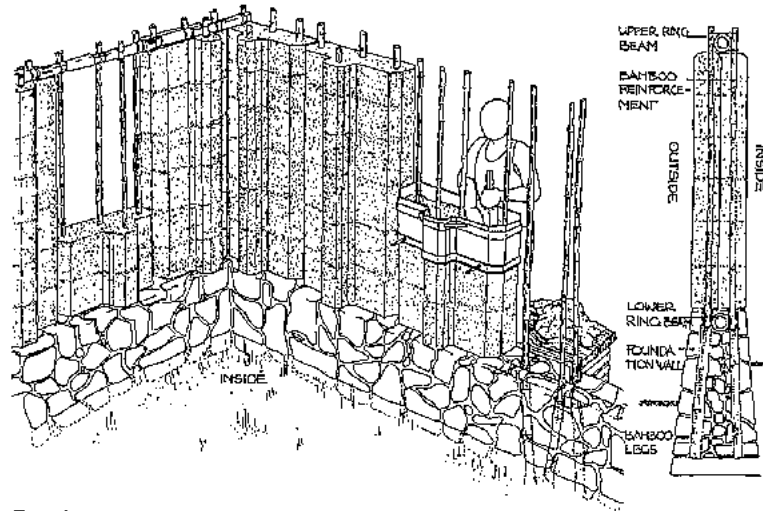 UPPER RING
BEAM
BAMBOO
REINFORCE-
MENT
OUTSIDE
INSIDE
LOWER
RING
FOUNDA
TION WALL
BAMBOO
LEGS
INSIDE